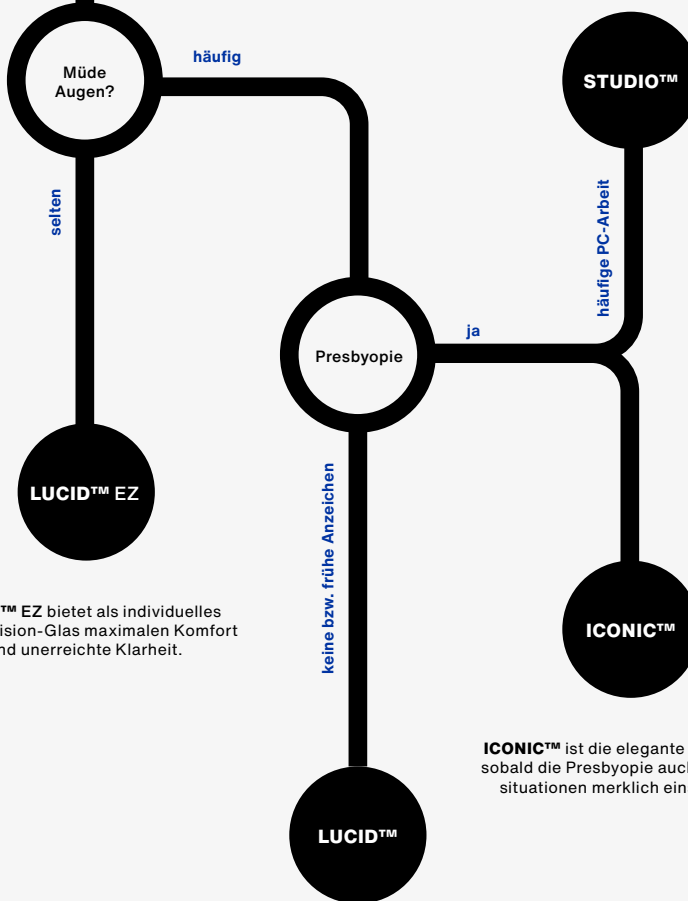 Müde
Augen?
häufig
STUDIO™
selten
häufige PC-Arbeit
ja
Presbyopie
LUCID™ EZ
keine bzw. frühe Anzeichen
™ EZ bietet als individuelles
ision-Glas maximalen Komfort
nd unerreichte Klarheit.
ICONIC™
ICONIC™ ist die elegante
sobald die Presbyopie auc
situationen merklich ein
LUCID™